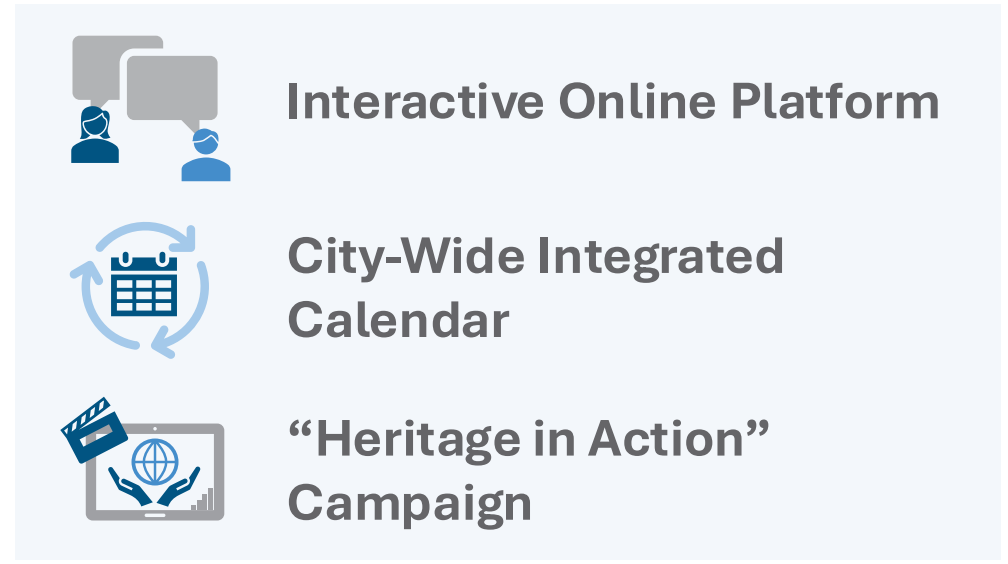 Interactive Online Platform
City-Wide Integrated
Calendar
“Heritage in Action”
Campaign